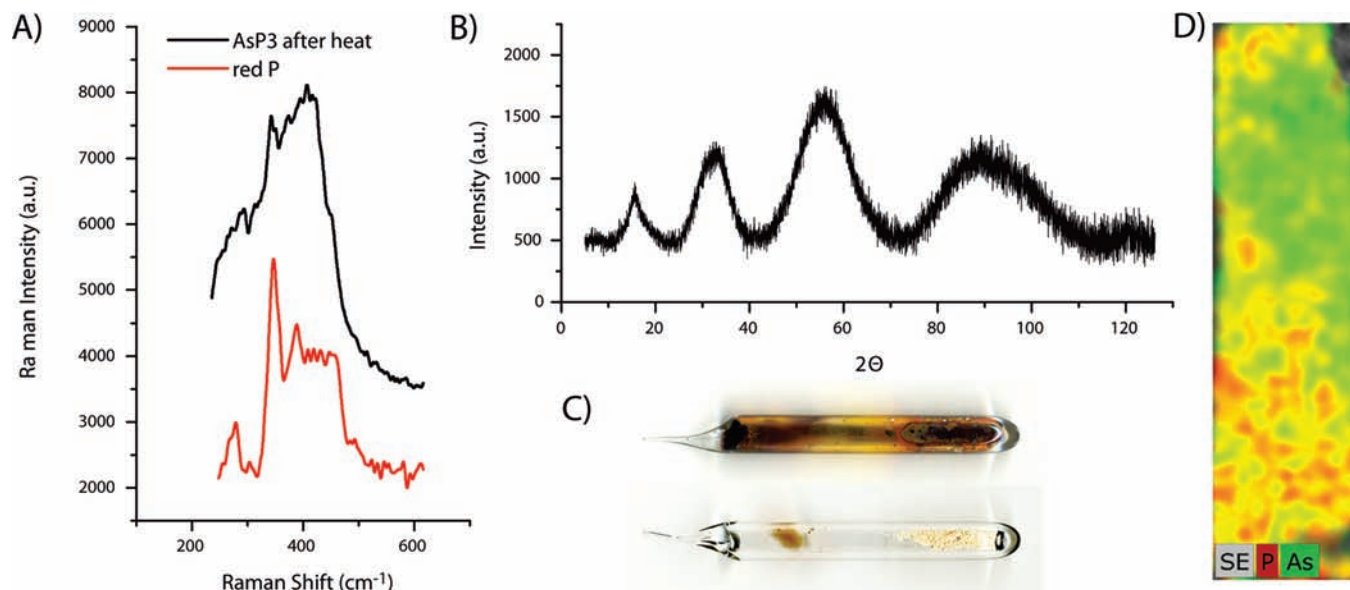 A)
AsP3 after heat
red P
9000
8000
7000
6000
5000
4000
3000
2000
Ra man Intensity (a.u.)
200
400
600
Raman Shift (cm-1)
B)
2000
1500
1000
500
0
Intensity (a.u.)
0
20
40
60
80
100
120
2Θ
C)
D)
SE P As